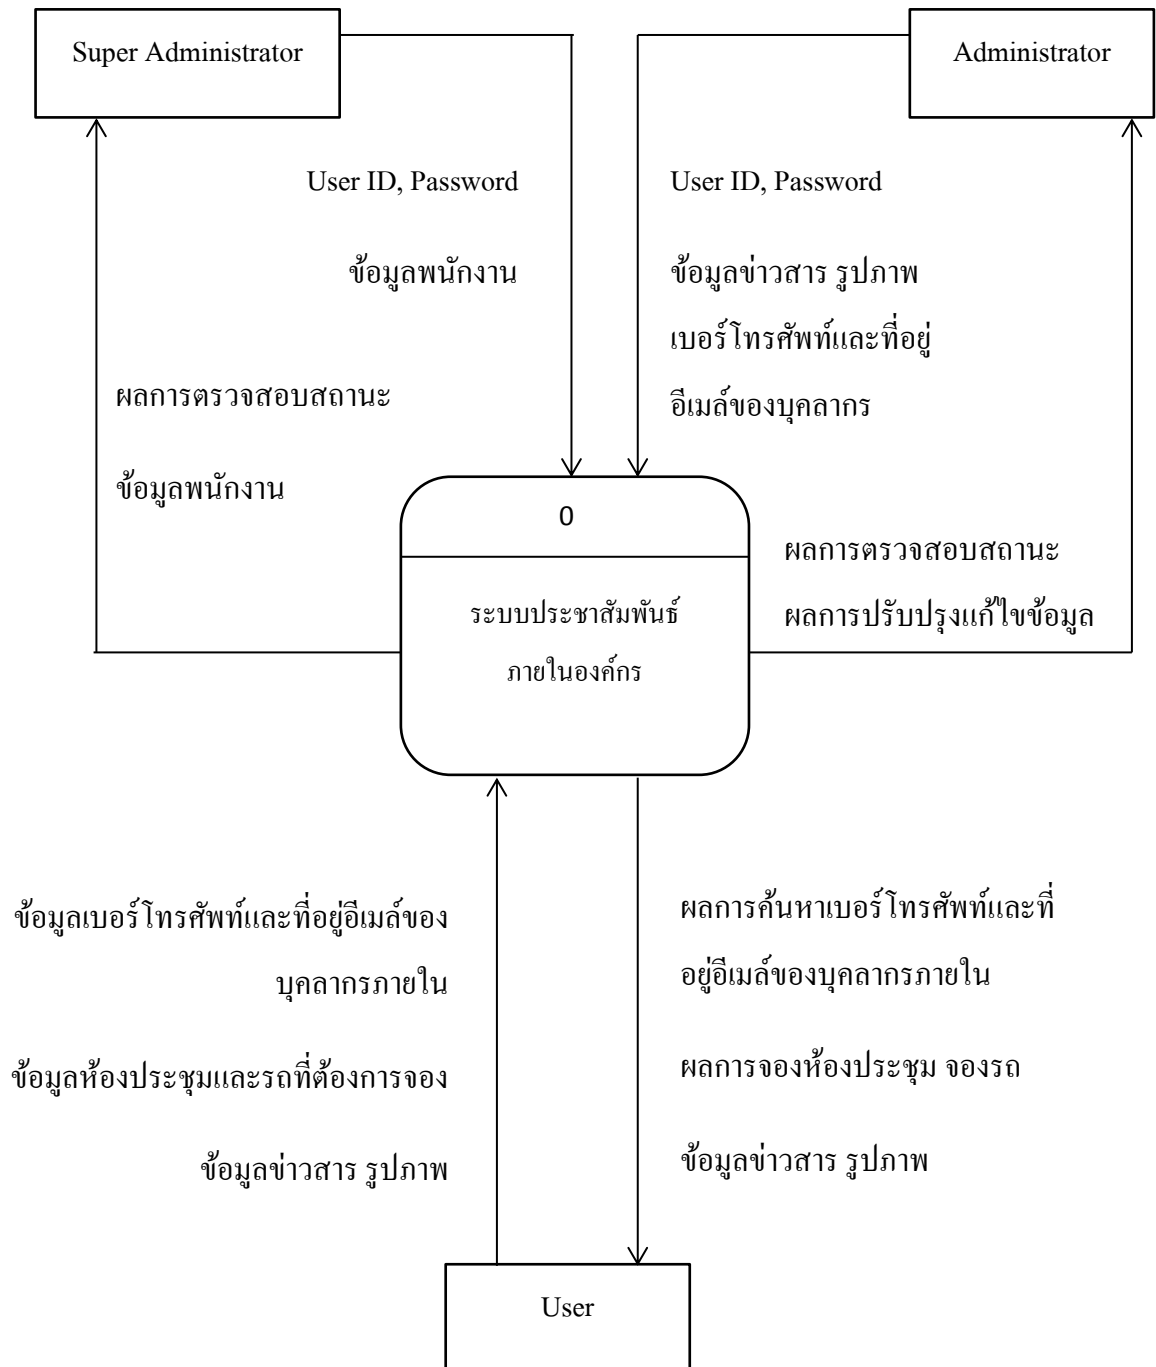 Super Administrator
Administrator
User ID, Password
ข้อมูลพนักงาน
User ID, Password
ข้อมูลข่าวสาร รูปภาพ
เบอร์โทรศัพท์และที่อยู่
อีเมล์ของบุคลากร
ผลการตรวจสอบสถานะ
ข้อมูลพนักงาน
0
ระบบประชาสัมพันธ์
ภายในองค์กร
ผลการตรวจสอบสถานะ
ผลการปรับปรุงแก้ไขข้อมูล
ข้อมูลเบอร์โทรศัพท์และที่อยู่อีเมล์ของ
บุคลากรภายใน
ข้อมูลห้องประชุมและรถที่ต้องการจอง
ข้อมูลข่าวสาร รูปภาพ
ผลการค้นหาเบอร์โทรศัพท์และที่
อยู่อีเมล์ของบุคลากรภายใน
ผลการจองห้องประชุม จองรถ
ข้อมูลข่าวสาร รูปภาพ
User